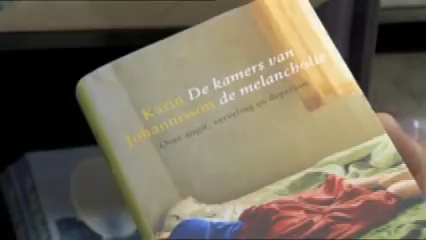 Karin De kamers van
Johannisson de melancholie
Over angst, verveling en depressie